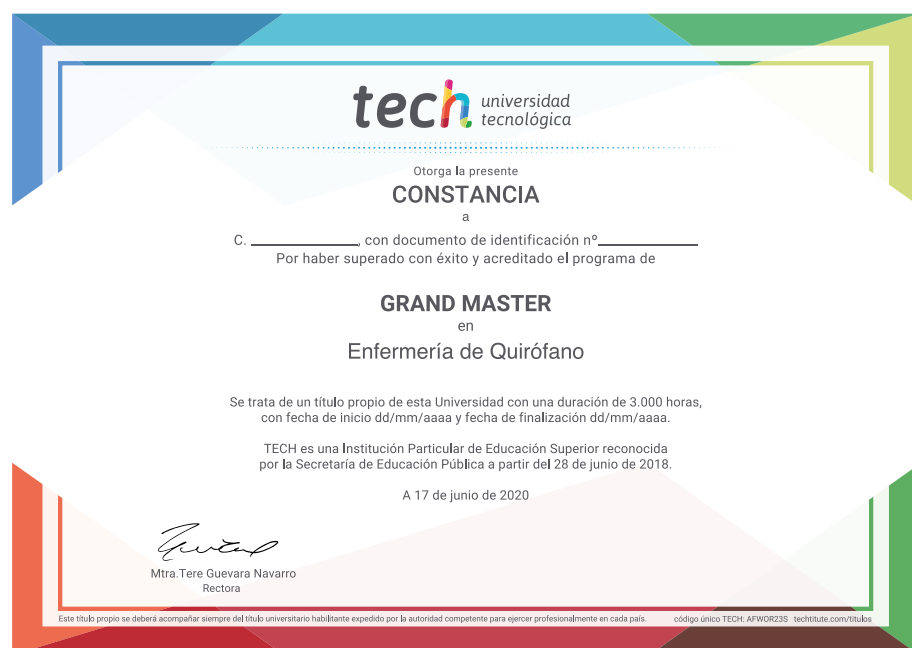 tech universidad
tecnológica
Otorga la presente
CONSTANCIA
a
C. ____________, con documento de identificación nº____________
Por haber superado con éxito y acreditado el programa de
GRAND MASTER
en
Enfermería de Quirófano
Se trata de un título propio de esta Universidad con una duración de 3.000 horas,
con fecha de inicio dd/mm/aaaa y fecha de finalización dd/mm/aaaa.
TECH es una Institución Particular de Educación Superior reconocida
por la Secretaría de Educación Pública a partir del 28 de junio de 2018.
A 17 de junio de 2020
Mtra.Tere Guevara Navarro
Rectora
Este título propio se deberá acompañar siempre del título universitario habilitante expedido por la autoridad competente para ejercer profesionalmente en cada país. código único TECH: AFWOR23S techtitute.com/titulos